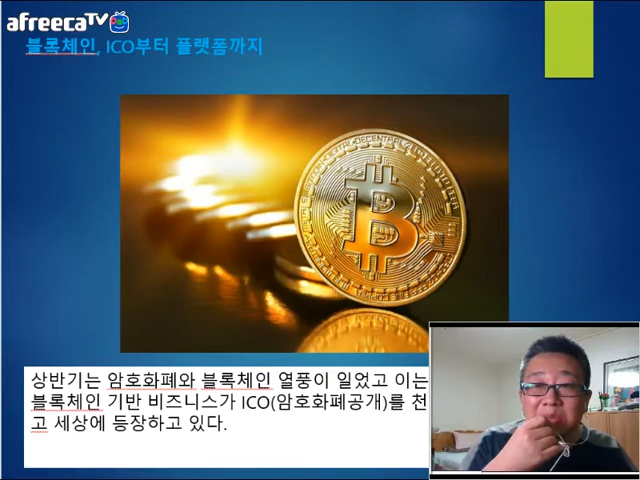 afreecaTV
블록체인, ICO부터 플랫폼까지
DECENTRAL
B
상반기는 암호화폐와 블록체인 열풍이 일었고 이는
블록체인 기반 비즈니스가 ICO(암호화폐공개)를 천
고 세상에 등장하고 있다.